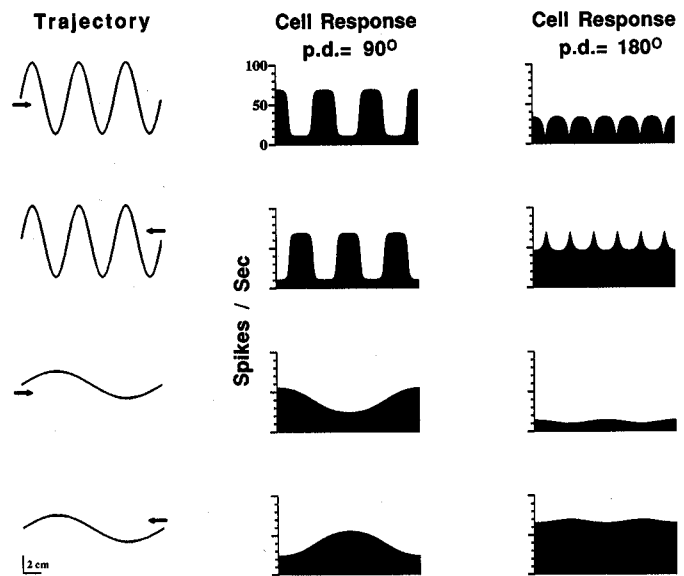 Trajectory
Cell Response
p.d.= 90°
Cell Response
p.d.= 180°
100
50
0
Spikes / Sec
2 cm